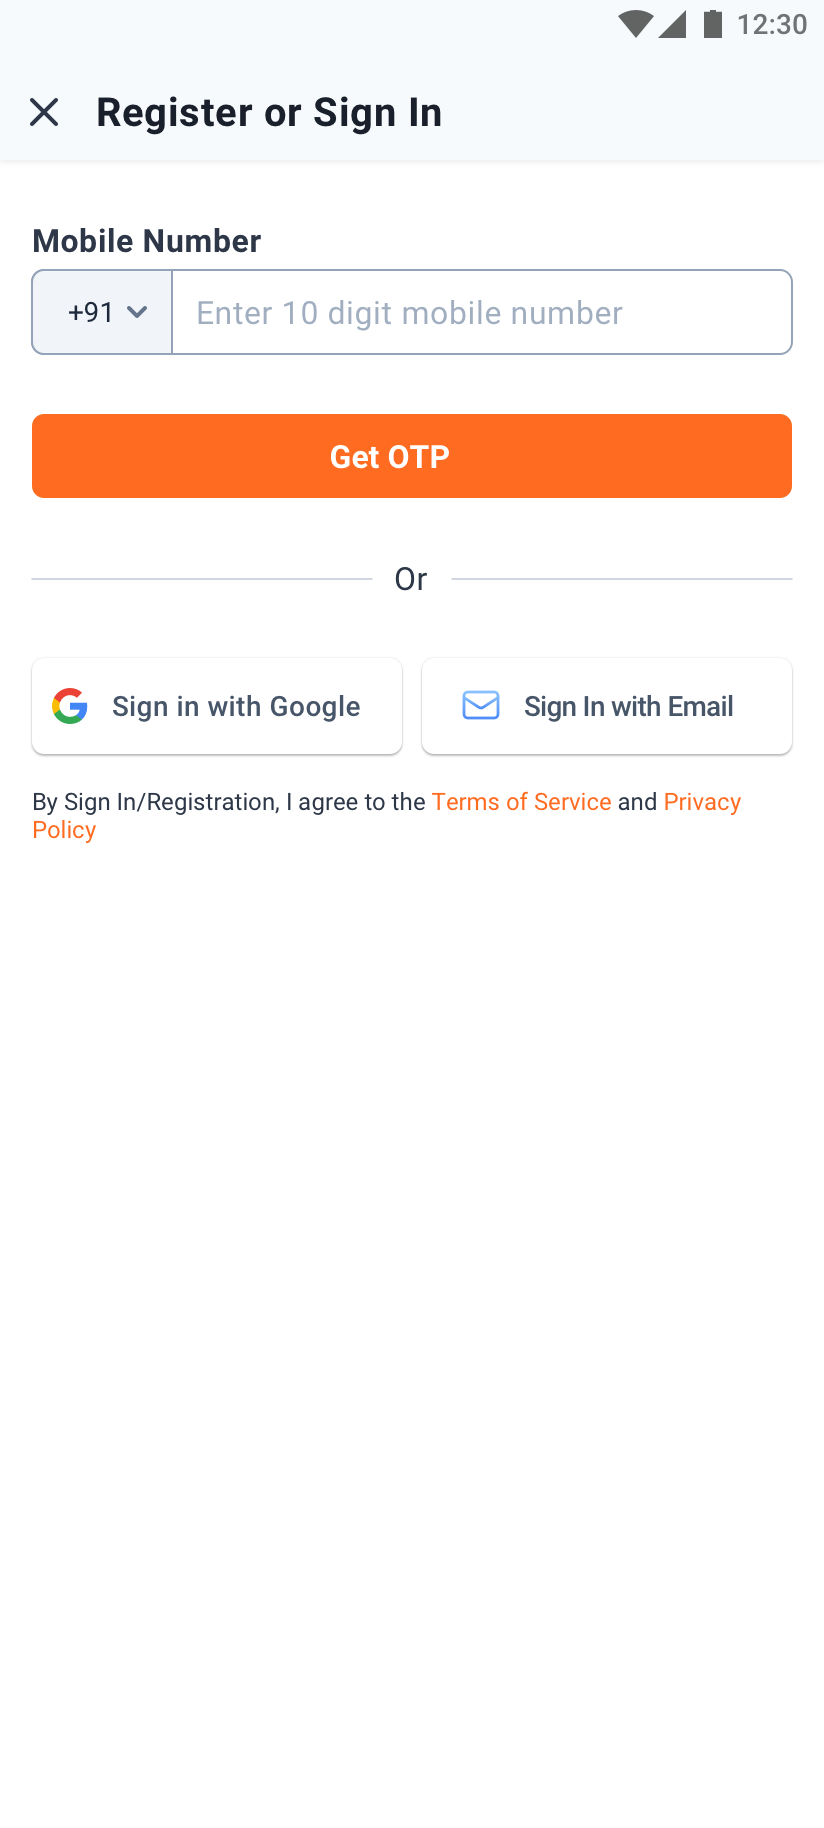 12:30
Register or Sign In
Mobile Number
+91 Enter 10 digit mobile number
Get OTP
Or
Sign in with Google Sign In with Email
By Sign In/Registration, I agree to the Terms of Service and Privacy
Policy